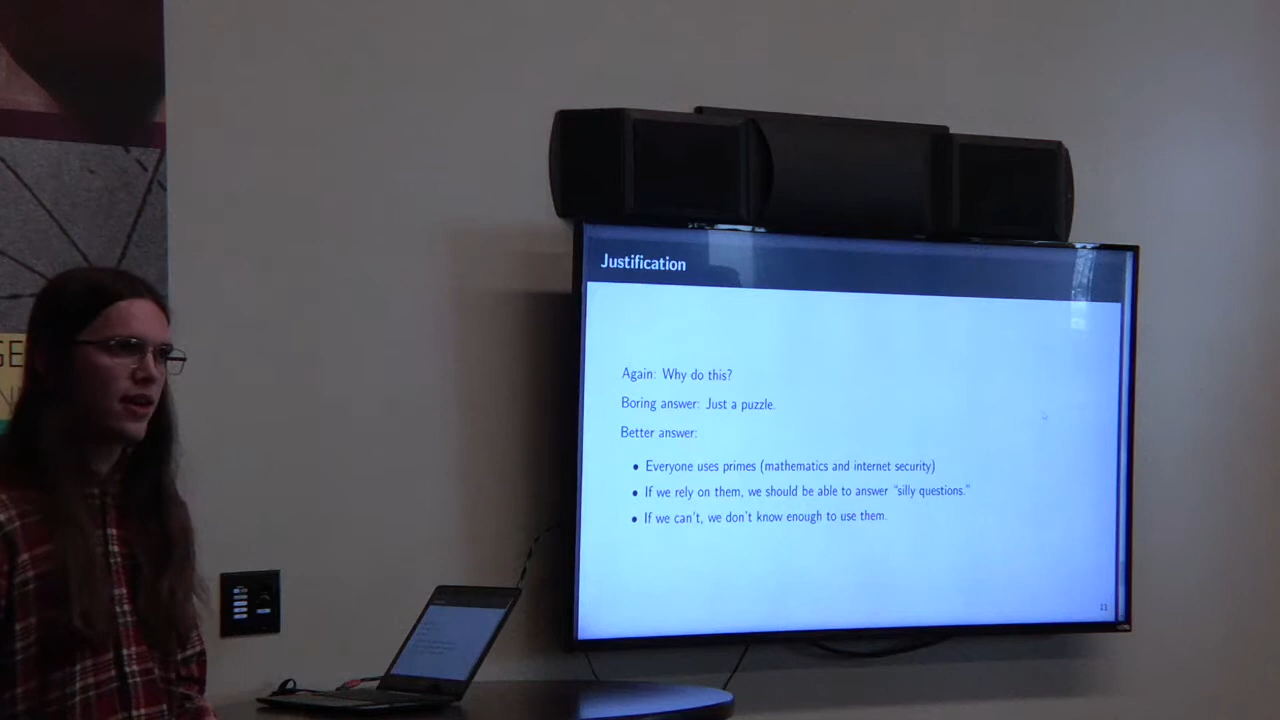 Justification
Again: Why do this?
Boring answer: Just a puzzle.
Better answer:
• Everyone uses primes (mathematics and internet security)
• If we rely on them, we should be able to answer “silly questions.”
• If we can't, we don't know enough to use them.
11
GE